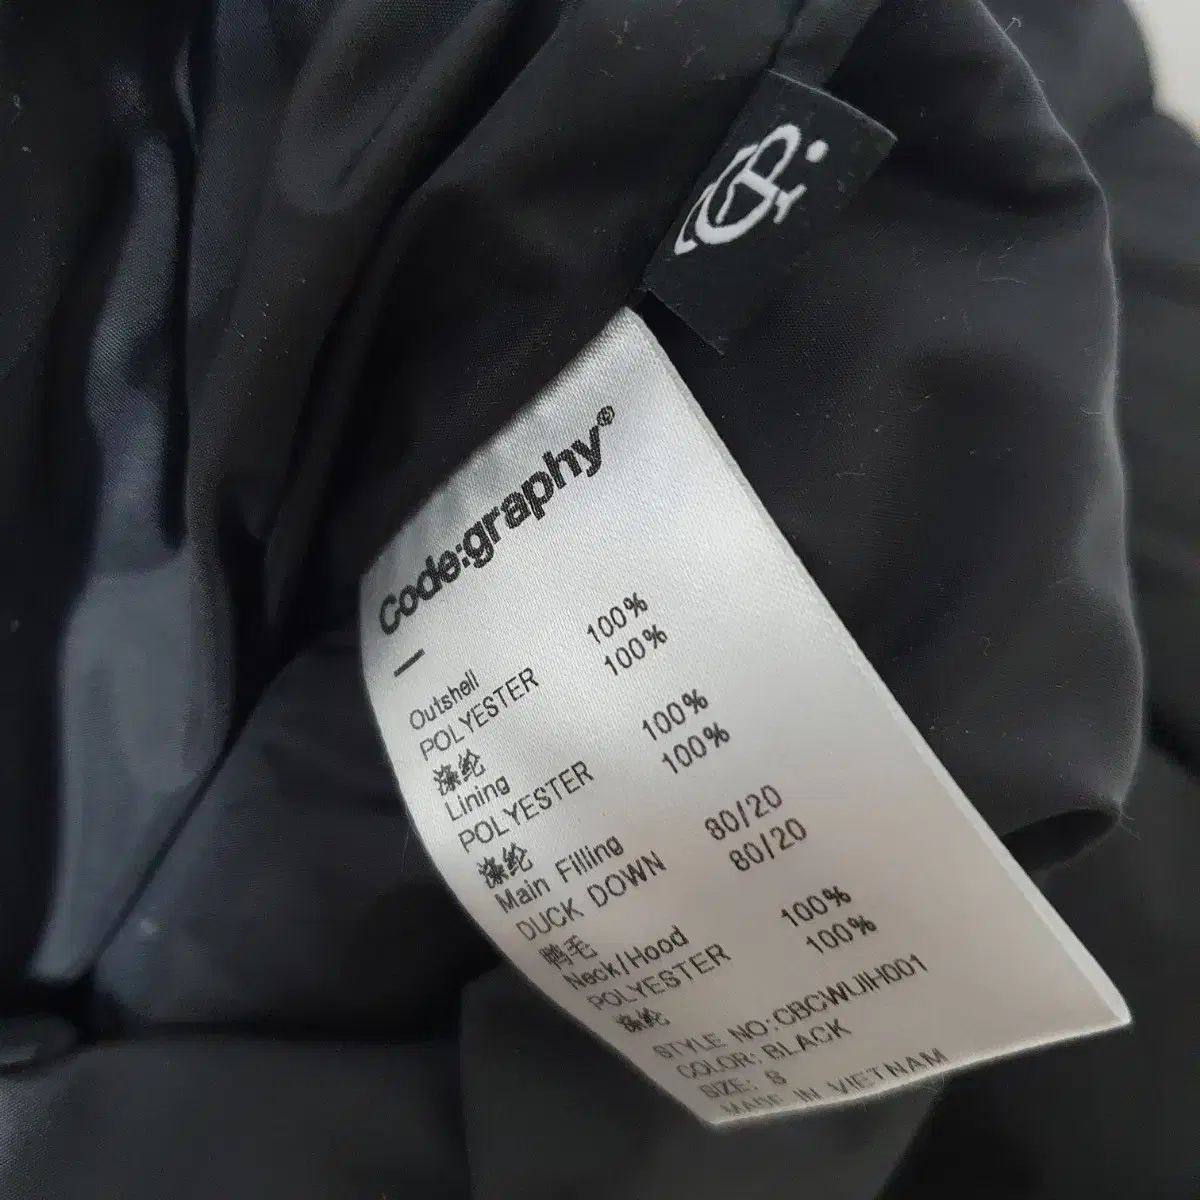 Code:graphy®
Outshell
POLYESTER 100%
涤纶 100%
Lining
POLYESTER 100%
涤纶 100%
Main Filling
DUCK DOWN 80/20
鸭毛 80/20
Neck/Hood
POLYESTER 100%
涤纶 100%
STYLE NO:CBCWUIH001
COLOR: BLACK
SIZE: S
MADE IN VIETNAM